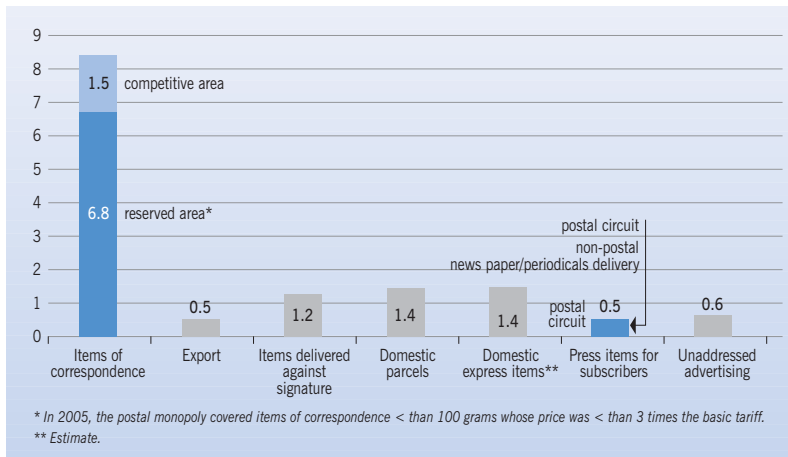 9
8
7
6
5
4
3
2
1
0
1.5 competitive area
6.8 reserved area*
0.5
1.2
1.4
1.4
postal circuit
non-postal
news paper/periodicals delivery
postal
circuit
0.5
0.6
Items of
correspondence
Export
Items delivered
against
signature
Domestic
parcels
Domestic
express items**
Press items for
subscribers
Unaddressed
advertising
* In 2005, the postal monopoly covered items of correspondence < than 100 grams whose price was < than 3 times the basic tariff.
** Estimate.